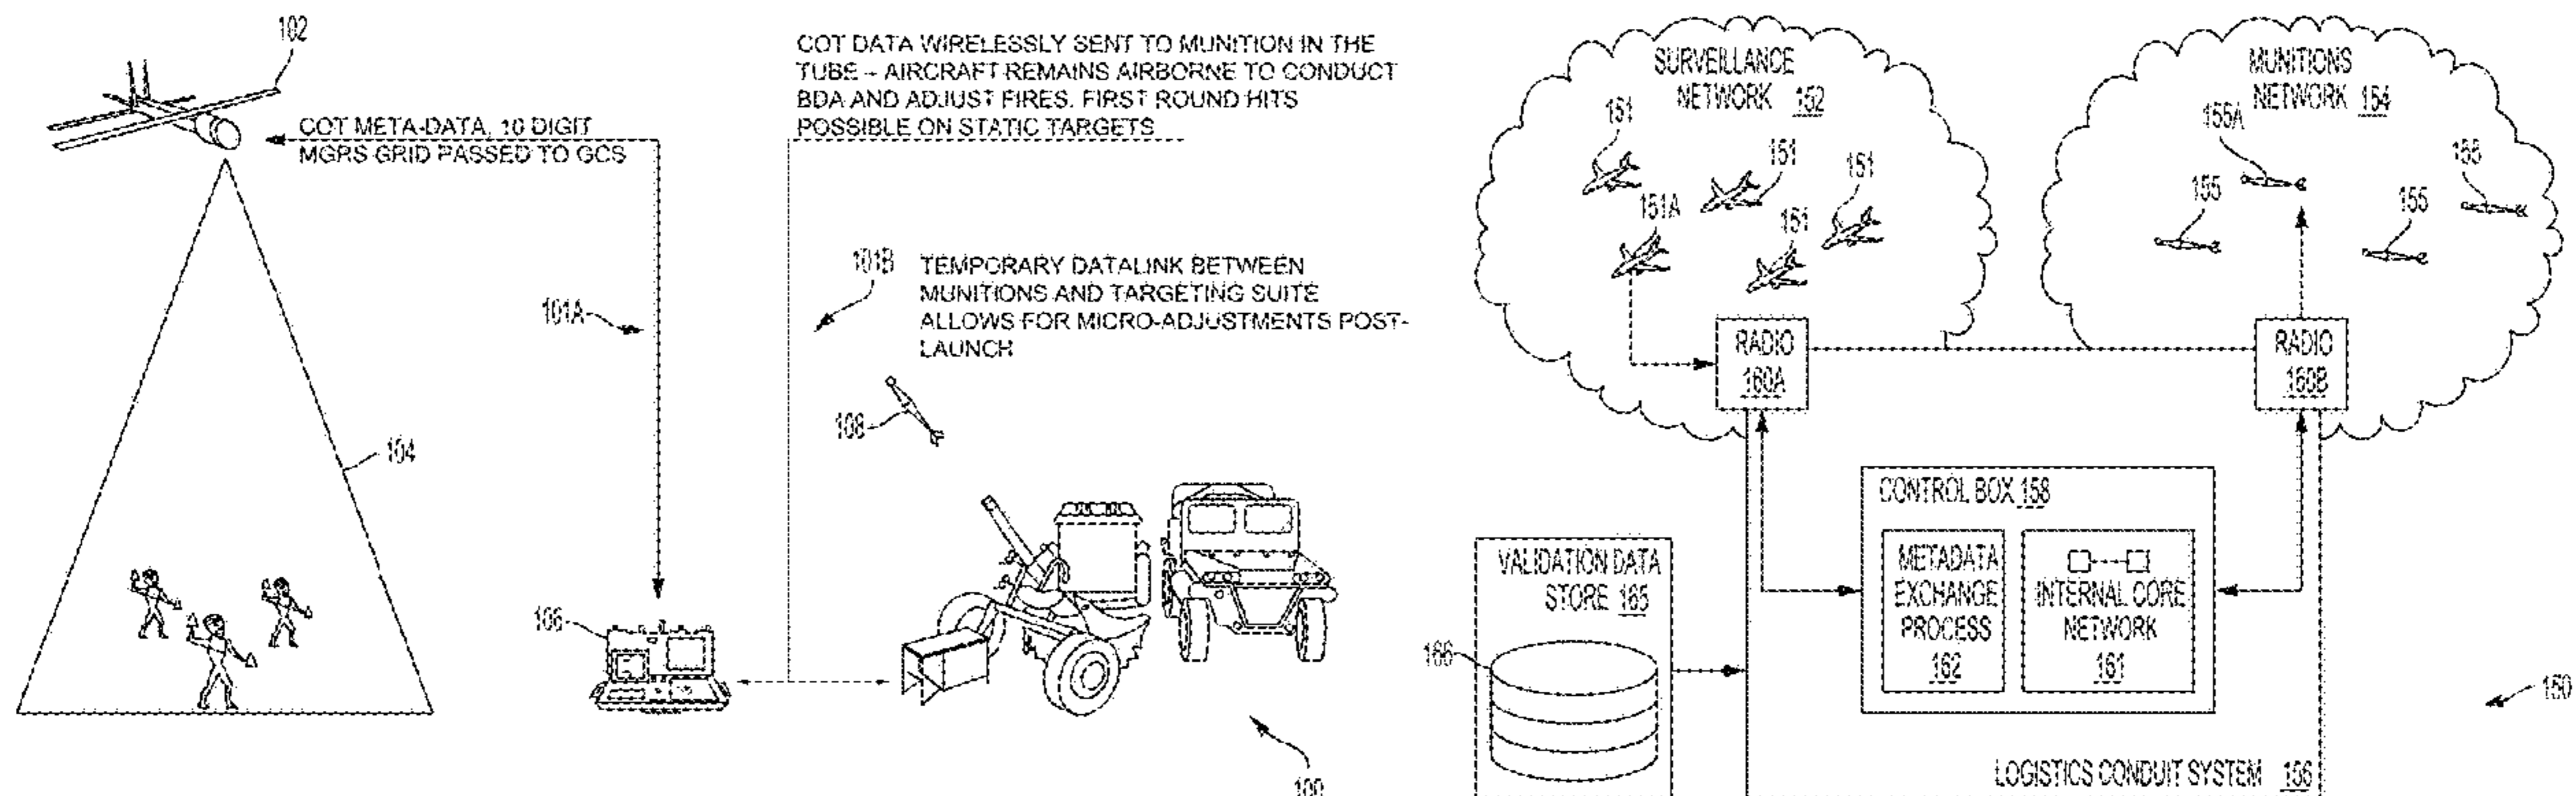 102
COT META-DATA, 10 DIGIT
MGRS GRID PASSED TO GCS
104
101A
106
COT DATA WIRELESSLY SENT TO MUNITION IN THE
TUBE – AIRCRAFT REMAINS AIRBORNE TO CONDUCT
BDA AND ADJUST FIRES. FIRST ROUND HITS
POSSIBLE ON STATIC TARGETS
101B
TEMPORARY DATALINK BETWEEN
MUNITIONS AND TARGETING SUITE
ALLOWS FOR MICRO-ADJUSTMENTS POST-
LAUNCH
108
100
SURVEILLANCE
NETWORK 152
151
151
151
151A
151
MUNITIONS
NETWORK 154
155A
155
155
155
RADIO
160A
RADIO
160B
CONTROL BOX 158
METADATA
EXCHANGE
PROCESS
162
INTERNAL CORE
NETWORK
161
VALIDATION DATA
STORE 165
166
150
LOGISTICS CONDUIT SYSTEM 156